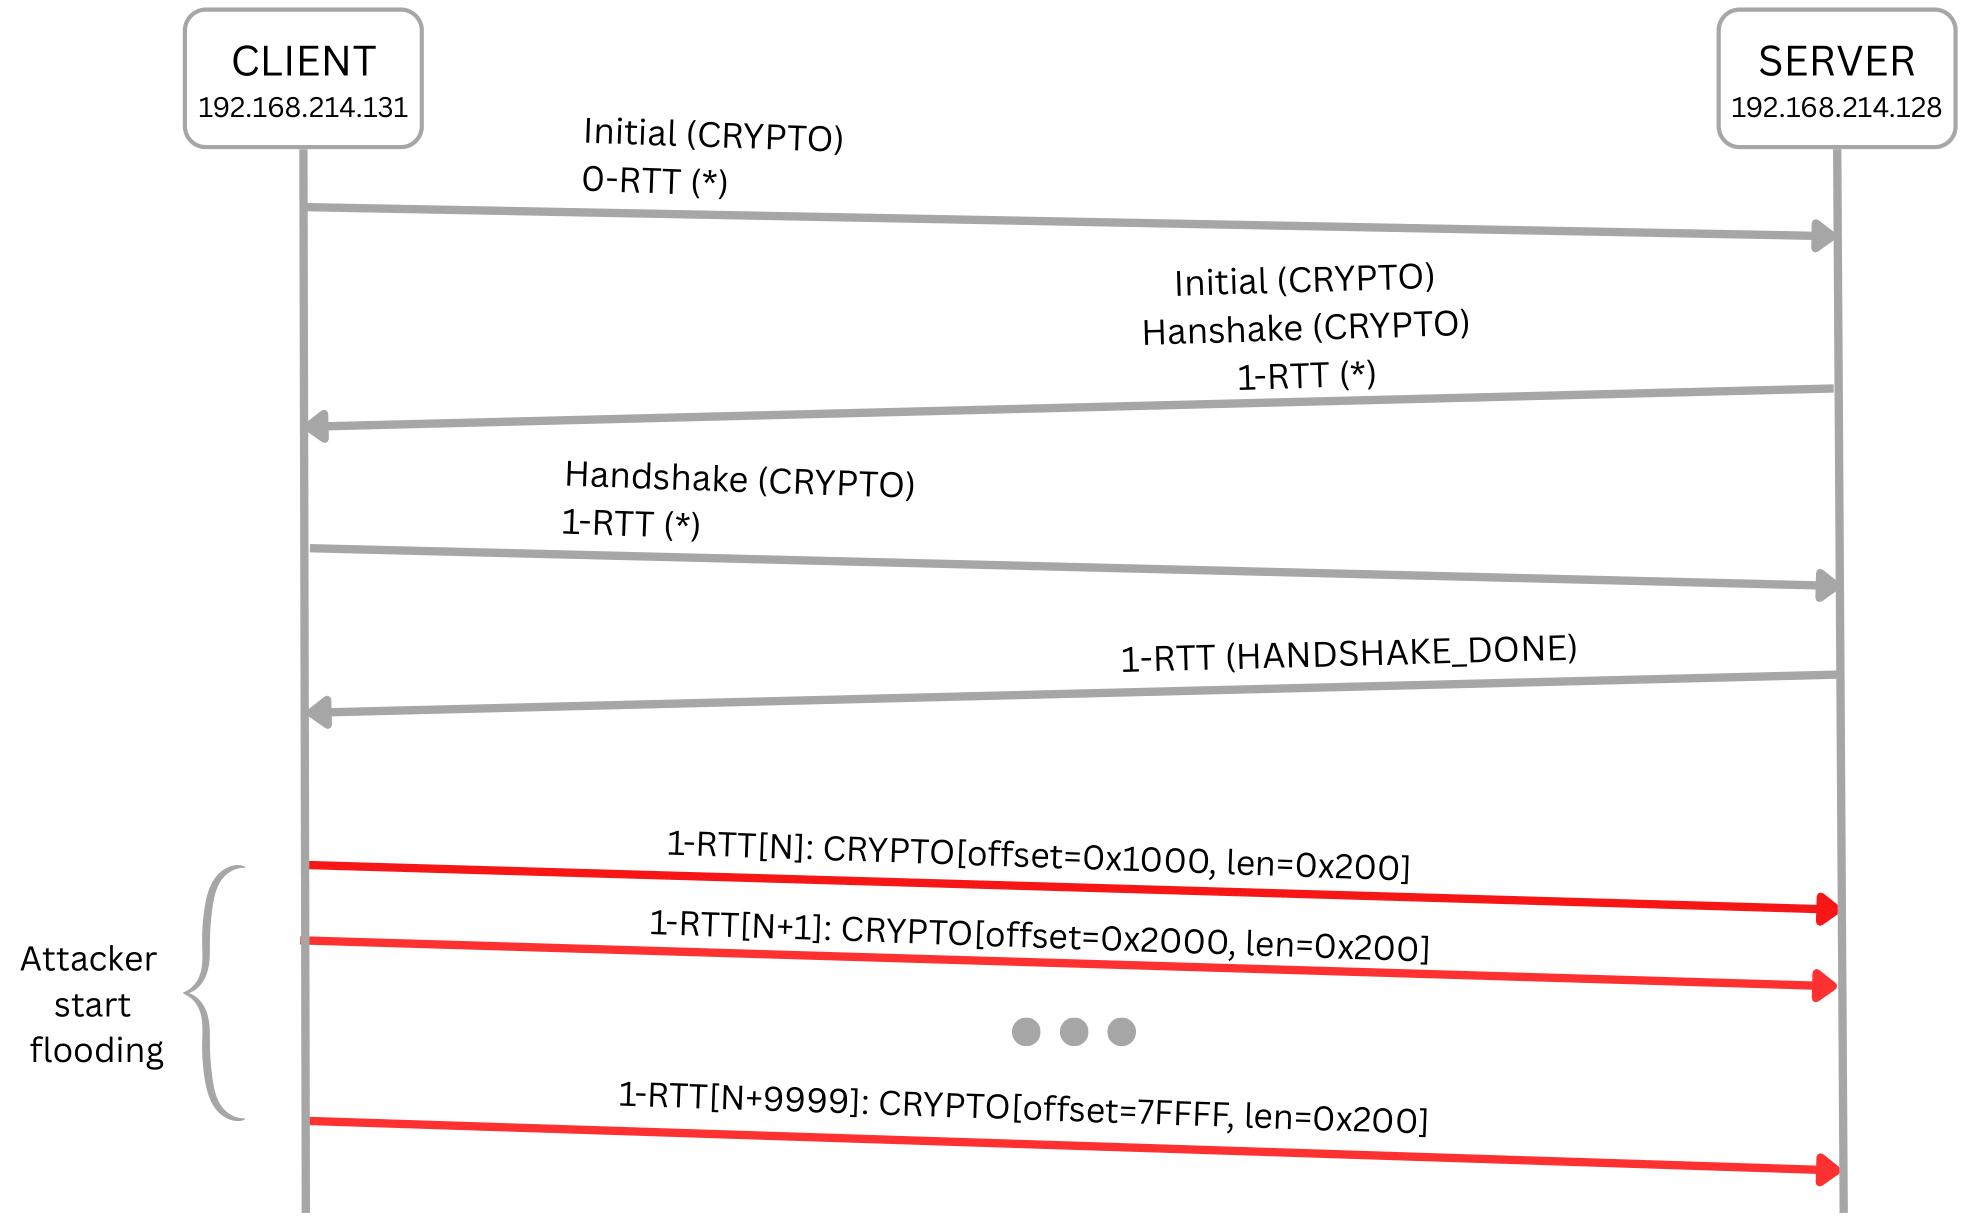 CLIENT
192.168.214.131
SERVER
192.168.214.128
Initial (CRYPTO)
0-RTT (*)
Initial (CRYPTO)
Hanshake (CRYPTO)
1-RTT (*)
Handshake (CRYPTO)
1-RTT (*)
1-RTT (HANDSHAKE_DONE)
1-RTT[N]: CRYPTO[offset=0x1000, len=0x200]
1-RTT[N+1]: CRYPTO[offset=0x2000, len=0x200]
Attacker
start
flooding
1-RTT[N+9999]: CRYPTO[offset=7FFFF, len=0x200]